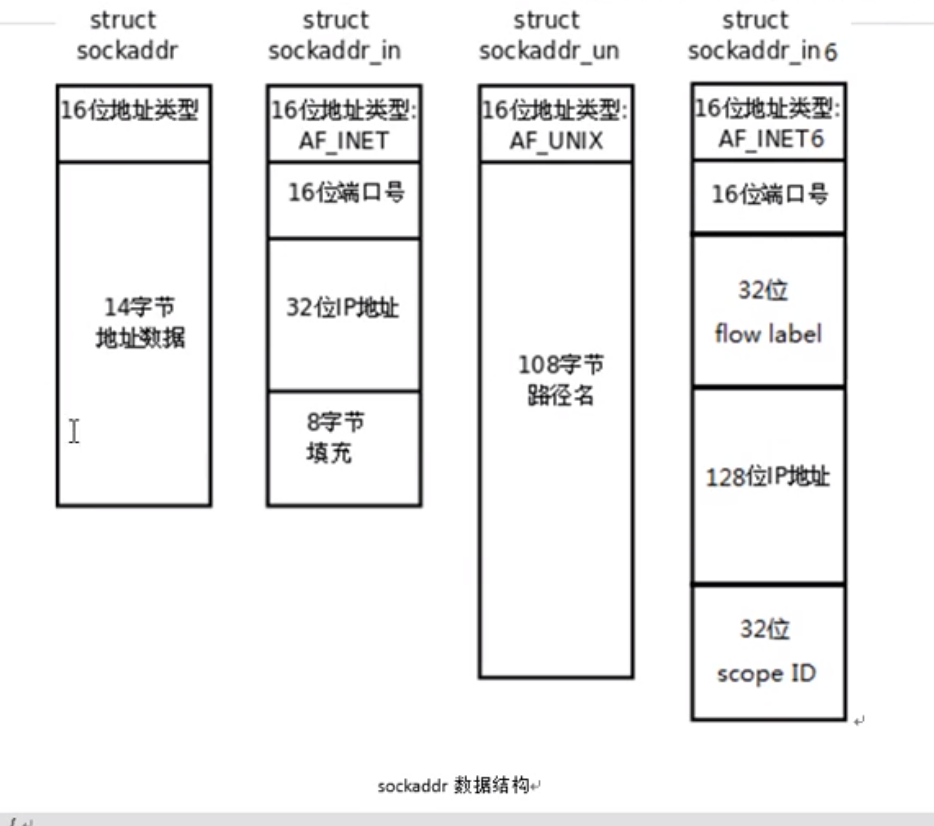 struct
sockaddr
struct
sockaddr_in
struct
sockaddr_un
struct
sockaddr_in6
16位地址类型
14字节
地址数据
16位地址类型:
AF_INET
16位端口号
32位IP地址
8字节
填充
16位地址类型:
AF_UNIX
108字节
路径名
16位地址类型:
AF_INET6
16位端口号
32位
flow label
128位IP地址
32位
scope ID
sockaddr 数据结构